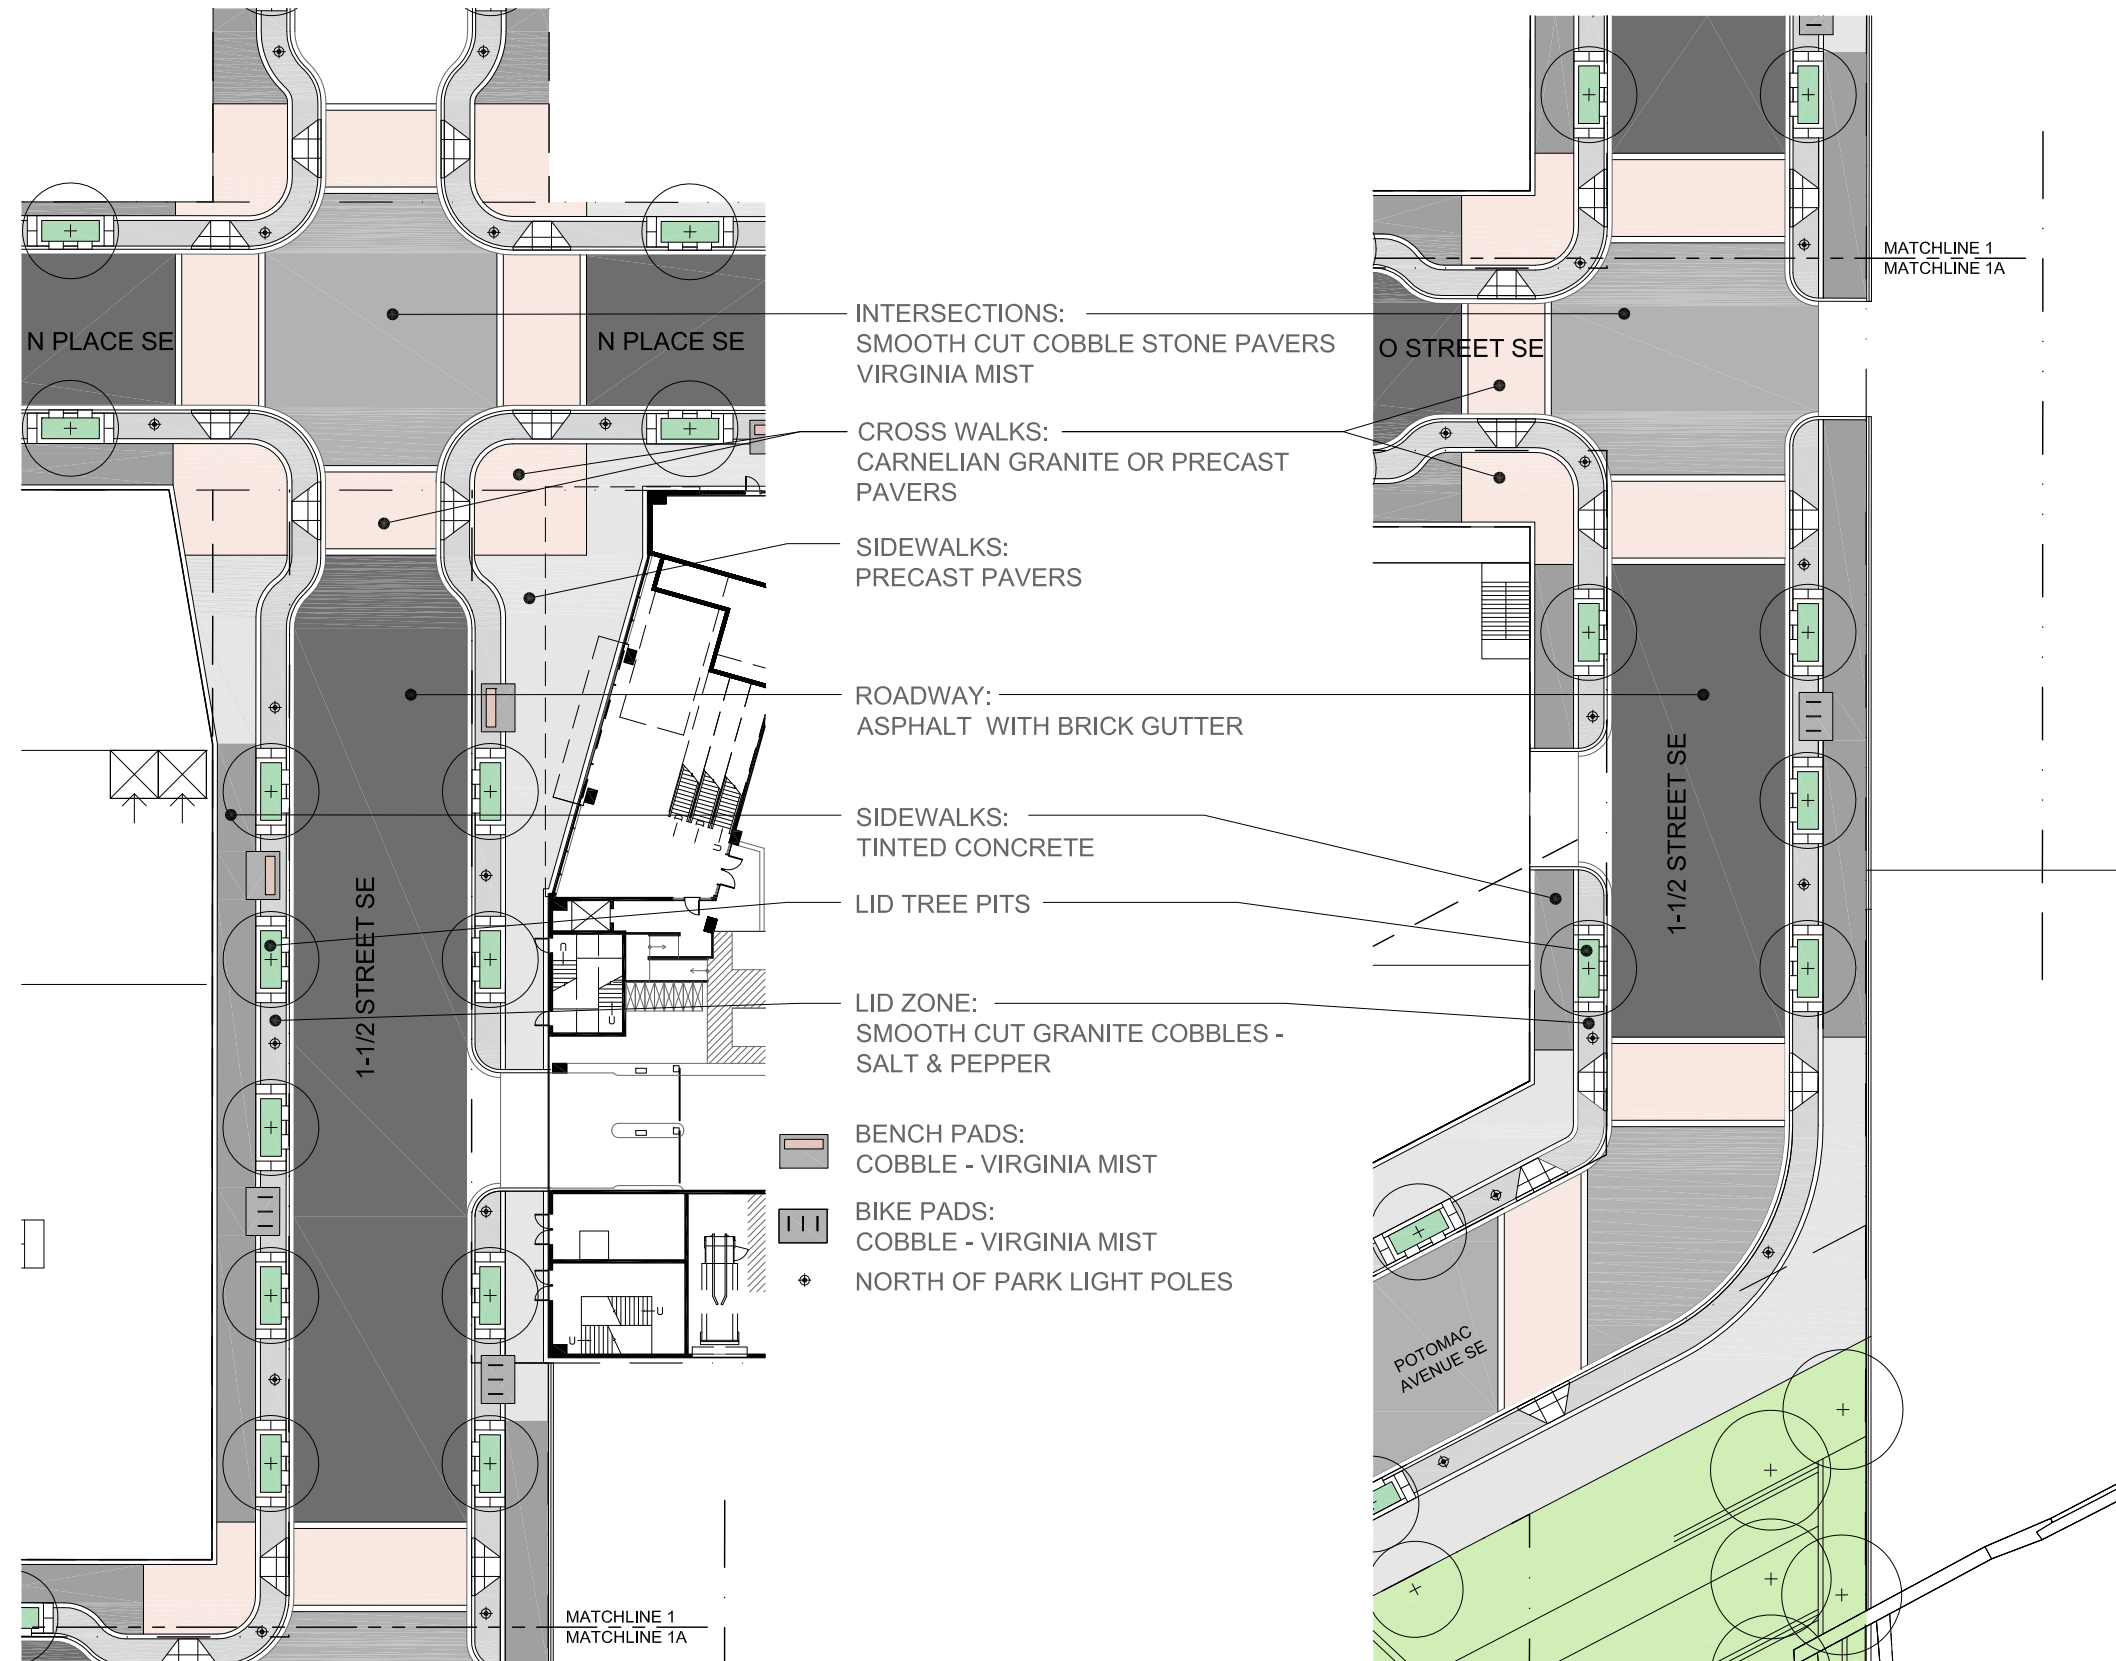 MATCHLINE 1
MATCHLINE 1A
N PLACE SE
N PLACE SE
O STREET SE
INTERSECTIONS:
SMOOTH CUT COBBLE STONE PAVERS
VIRGINIA MIST
CROSS WALKS:
CARNELIAN GRANITE OR PRECAST
PAVERS
SIDEWALKS:
PRECAST PAVERS
ROADWAY:
ASPHALT WITH BRICK GUTTER
1-1/2 STREET SE
SIDEWALKS:
TINTED CONCRETE
LID TREE PITS
1-1/2 STREET SE
LID ZONE:
SMOOTH CUT GRANITE COBBLES -
SALT & PEPPER
BENCH PADS:
COBBLE - VIRGINIA MIST
BIKE PADS:
COBBLE - VIRGINIA MIST
NORTH OF PARK LIGHT POLES
POTOMAC
AVENUE SE
MATCHLINE 1
MATCHLINE 1A
U
U
U
U
U